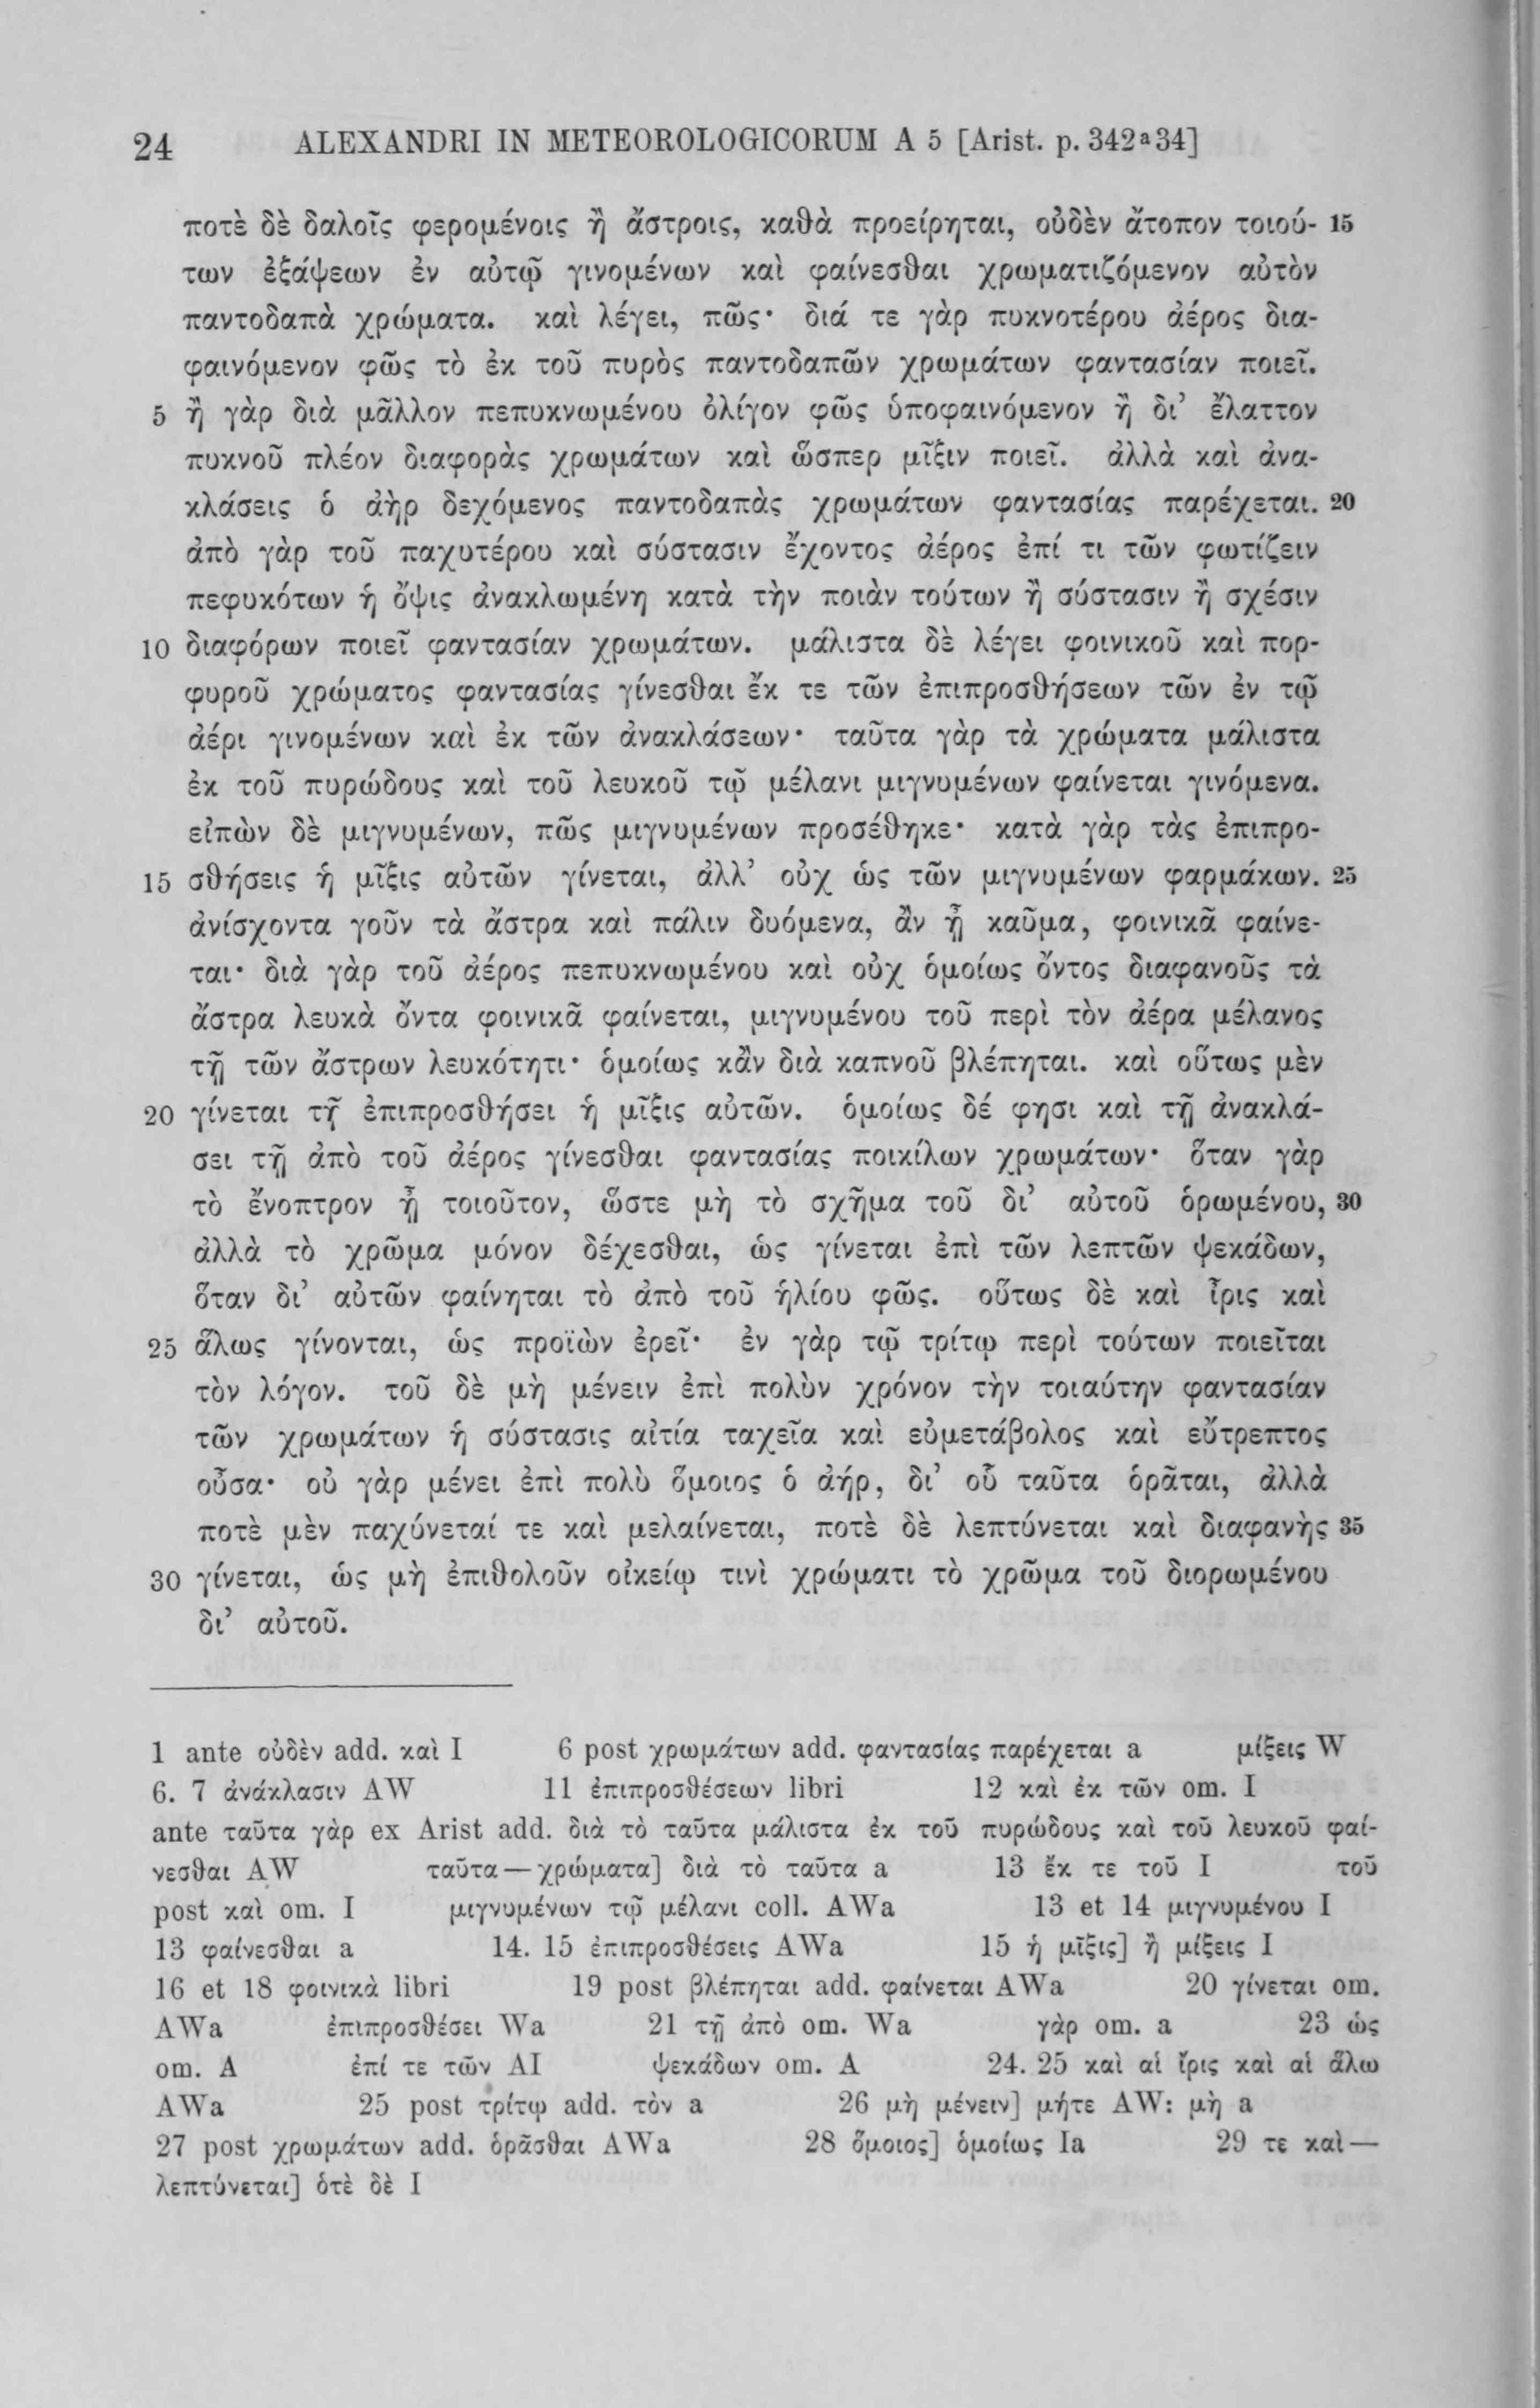 24 ALEXANDRI IN METEOROLOGICORUM A 5 [Arist. p. 342ᵃ34]
ποτὲ δὲ δαλοῖς φερομένοις ἢ ἄστροις, καθὰ προείρηται, οὐδὲν ἄτοπον τοιού- 15
των ἐξάψεων ἐν αὐτῷ γινομένων καὶ φαίνεσθαι χρωματιζόμενον αὐτὸν
παντοδαπὰ χρώματα. καὶ λέγει, πῶς· διά τε γὰρ πυκνοτέρου ἀέρος δια-
φαινόμενον φῶς τὸ ἐκ τοῦ πυρὸς παντοδαπῶν χρωμάτων φαντασίαν ποιεῖ.
5 ἢ γὰρ διὰ μᾶλλον πεπυκνωμένου ὀλίγον φῶς ὑποφαινόμενον ἢ δι’ ἔλαττον
πυκνοῦ πλέον διαφορὰς χρωμάτων καὶ ὥσπερ μῖξιν ποιεῖ. ἀλλὰ καὶ ἀνα-
κλάσεις ὁ ἀὴρ δεχόμενος παντοδαπὰς χρωμάτων φαντασίας παρέχεται. 20
ἀπὸ γὰρ τοῦ παχυτέρου καὶ σύστασιν ἔχοντος ἀέρος ἐπί τι τῶν φωτίζειν
πεφυκότων ἡ ὄψις ἀνακλωμένη κατὰ τὴν ποιὰν τούτων ἢ σύστασιν ἢ σχέσιν
10 διαφόρων ποιεῖ φαντασίαν χρωμάτων. μάλιστα δὲ λέγει φοινικοῦ καὶ πορ-
φυροῦ χρώματος φαντασίας γίνεσθαι ἔκ τε τῶν ἐπιπροσθήσεων τῶν ἐν τῷ
ἀέρι γινομένων καὶ ἐκ τῶν ἀνακλάσεων· ταῦτα γὰρ τὰ χρώματα μάλιστα
ἐκ τοῦ πυρώδους καὶ τοῦ λευκοῦ τῷ μέλανι μιγνυμένων φαίνεται γινόμενα.
εἰπὼν δὲ μιγνυμένων, πῶς μιγνυμένων προσέθηκε· κατὰ γὰρ τὰς ἐπιπρο-
15 σθήσεις ἡ μῖξις αὐτῶν γίνεται, ἀλλ’ οὐχ ὡς τῶν μιγνυμένων φαρμάκων. 25
ἀνίσχοντα γοῦν τὰ ἄστρα καὶ πάλιν δυόμενα, ἂν ᾖ καῦμα, φοινικᾶ φαίνε-
ται· διὰ γὰρ τοῦ ἀέρος πεπυκνωμένου καὶ οὐχ ὁμοίως ὄντος διαφανοῦς τὰ
ἄστρα λευκὰ ὄντα φοινικᾶ φαίνεται, μιγνυμένου τοῦ περὶ τὸν ἀέρα μέλανος
τῇ τῶν ἄστρων λευκότητι· ὁμοίως κἂν διὰ καπνοῦ βλέπηται. καὶ οὕτως μὲν
20 γίνεται τῇ ἐπιπροσθήσει ἡ μῖξις αὐτῶν. ὁμοίως δέ φησι καὶ τῇ ἀνακλά-
σει τῇ ἀπὸ τοῦ ἀέρος γίνεσθαι φαντασίας ποικίλων χρωμάτων· ὅταν γὰρ
τὸ ἔνοπτρον ᾖ τοιοῦτον, ὥστε μὴ τὸ σχῆμα τοῦ δι’ αὐτοῦ ὁρωμένου, 30
ἀλλὰ τὸ χρῶμα μόνον δέχεσθαι, ὡς γίνεται ἐπὶ τῶν λεπτῶν ψεκάδων,
ὅταν δι’ αὐτῶν φαίνηται τὸ ἀπὸ τοῦ ἡλίου φῶς. οὕτως δὲ καὶ ἶρις καὶ
25 ἅλως γίνονται, ὡς προϊὼν ἐρεῖ· ἐν γὰρ τῷ τρίτῳ περὶ τούτων ποιεῖται
τὸν λόγον. τοῦ δὲ μὴ μένειν ἐπὶ πολὺν χρόνον τὴν τοιαύτην φαντασίαν
τῶν χρωμάτων ἡ σύστασις αἰτία ταχεῖα καὶ εὐμετάβολος καὶ εὔτρεπτος
οὖσα· οὐ γὰρ μένει ἐπὶ πολὺ ὅμοιος ὁ ἀήρ, δι’ οὗ ταῦτα ὁρᾶται, ἀλλὰ
ποτὲ μὲν παχύνεταί τε καὶ μελαίνεται, ποτὲ δὲ λεπτύνεται καὶ διαφανὴς 35
30 γίνεται, ὡς μὴ ἐπιθολοῦν οἰκείῳ τινὶ χρώματι τὸ χρῶμα τοῦ διορωμένου
δι’ αὐτοῦ.
1 ante οὐδὲν add. καὶ I 6 post χρωμάτων add. φαντασίας παρέχεται a μίξεις W
6. 7 ἀνάκλασιν AW 11 ἐπιπροσθέσεων libri 12 καὶ ἐκ τῶν om. I
ante ταῦτα γὰρ ex Arist add. διὰ τὸ ταῦτα μάλιστα ἐκ τοῦ πυρώδους καὶ τοῦ λευκοῦ φαί-
νεσθαι AW ταῦτα — χρώματα] διὰ τὸ ταῦτα a 13 ἔκ τε τοῦ I τοῦ
post καὶ om. I μιγνυμένων τῷ μέλανι coll. AWa 13 et 14 μιγνυμένου I
13 φαίνεσθαι a 14. 15 ἐπιπροσθέσεις AWa 15 ἡ μῖξις] ἢ μίξεις I
16 et 18 φοινικὰ libri 19 post βλέπηται add. φαίνεται AWa 20 γίνεται om.
AWa ἐπιπροσθέσει Wa 21 τῇ ἀπὸ om. Wa γὰρ om. a 23 ὡς
om. A ἐπί τε τῶν AI ψεκάδων om. A 24. 25 καὶ αἱ ἴρις καὶ αἱ ἅλω
AWa 25 post τρίτῳ add. τὸν a 26 μὴ μένειν] μήτε AW: μὴ a
27 post χρωμάτων add. ὁρᾶσθαι AWa 28 ὅμοιος] ὁμοίως Ia 29 τε καὶ —
λεπτύνεται] ὁτὲ δὲ I